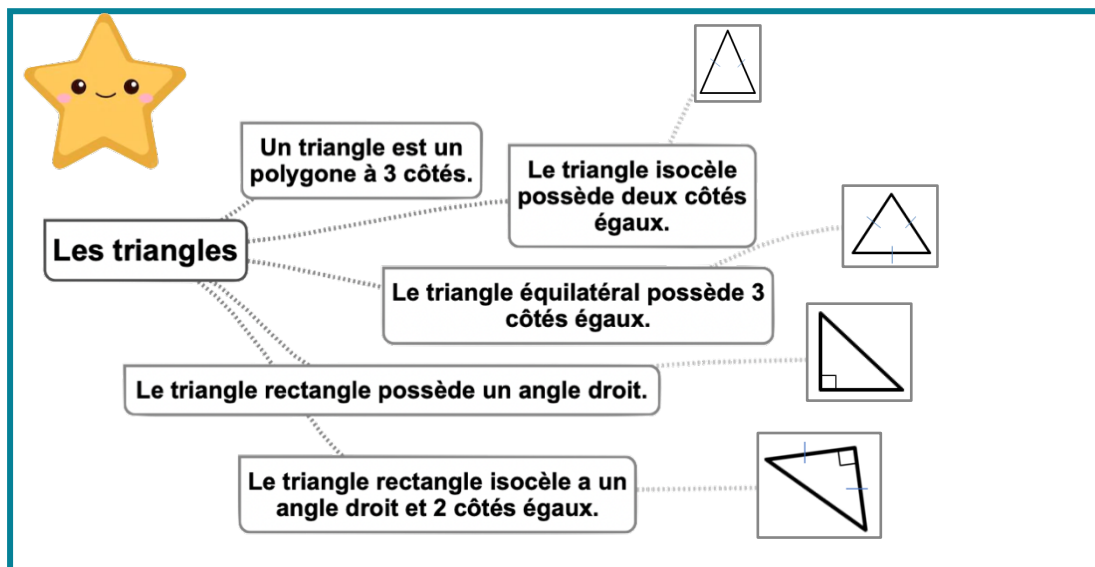 Un triangle est un
polygone à 3 côtés.
Le triangle isocèle
possède deux côtés
égaux.
Les triangles
Le triangle équilatéral possède 3
côtés égaux.
Le triangle rectangle possède un angle droit.
Le triangle rectangle isocèle a un
angle droit et 2 côtés égaux.